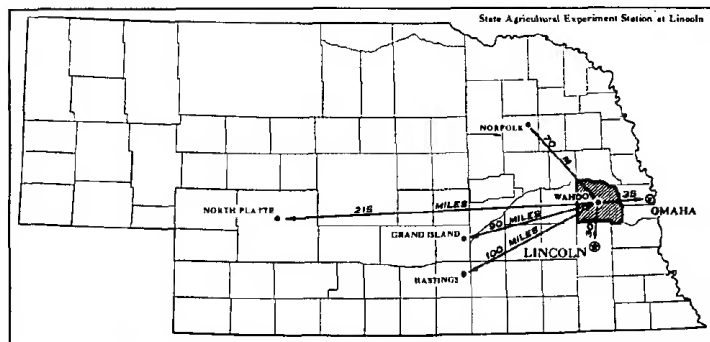 State Agricultural Experiment Station at Lincoln
NORFOLK
70 M
WAHOO
35
OMAHA
NORTH PLATTE
215 MILES
GRAND ISLAND
90 MILES
30
LINCOLN
100 MILES
HASTINGS